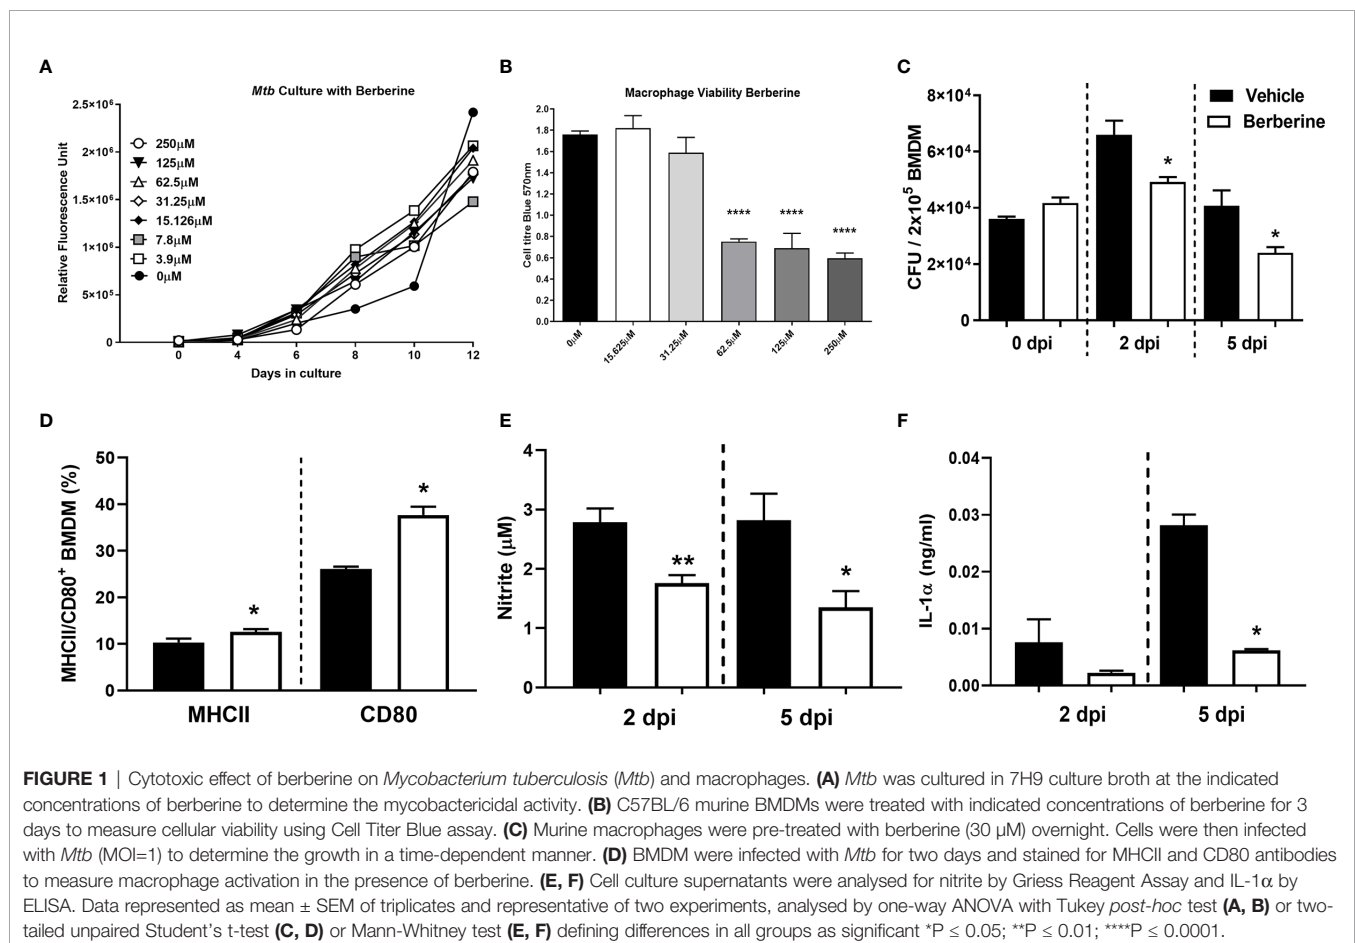 A
Mtb Culture with Berberine
Relative Fluorescence Unit
2.5×10⁶
2×10⁶
1.5×10⁶
1×10⁶
5×10⁵
0
250μM
125μM
62.5μM
31.25μM
15.126μM
7.8μM
3.9μM
0μM
0 4 6 8 10 12
Days in culture
B
Macrophage Viability Berberine
Cell titre Blue 570nm
2.0
1.8
1.6
1.4
1.2
1.0
0.8
0.6
0.4
0.2
0.0
**** **** ****
0μM 15.625μM 31.25μM 62.5μM 125μM 250μM
C
CFU / 2x10⁵ BMDM
8×10⁴
6×10⁴
4×10⁴
2×10⁴
0
Vehicle
Berberine
*
*
0 dpi 2 dpi 5 dpi
D
MHCII/CD80⁺ BMDM (%)
50
40
30
20
10
0
*
*
MHCII CD80
E
Nitrite (μM)
4
3
2
1
0
**
*
2 dpi 5 dpi
F
IL-1α (ng/ml)
0.04
0.03
0.02
0.01
0.00
*
2 dpi 5 dpi
FIGURE 1 | Cytotoxic effect of berberine on Mycobacterium tuberculosis (Mtb) and macrophages. (A) Mtb was cultured in 7H9 culture broth at the indicated
concentrations of berberine to determine the mycobactericidal activity. (B) C57BL/6 murine BMDMs were treated with indicated concentrations of berberine for 3
days to measure cellular viability using Cell Titer Blue assay. (C) Murine macrophages were pre-treated with berberine (30 μM) overnight. Cells were then infected
with Mtb (MOI=1) to determine the growth in a time-dependent manner. (D) BMDM were infected with Mtb for two days and stained for MHCII and CD80 antibodies
to measure macrophage activation in the presence of berberine. (E, F) Cell culture supernatants were analysed for nitrite by Griess Reagent Assay and IL-1α by
ELISA. Data represented as mean ± SEM of triplicates and representative of two experiments, analysed by one-way ANOVA with Tukey post-hoc test (A, B) or two-
tailed unpaired Student's t-test (C, D) or Mann-Whitney test (E, F) defining differences in all groups as significant *P ≤ 0.05; **P ≤ 0.01; ****P ≤ 0.0001.